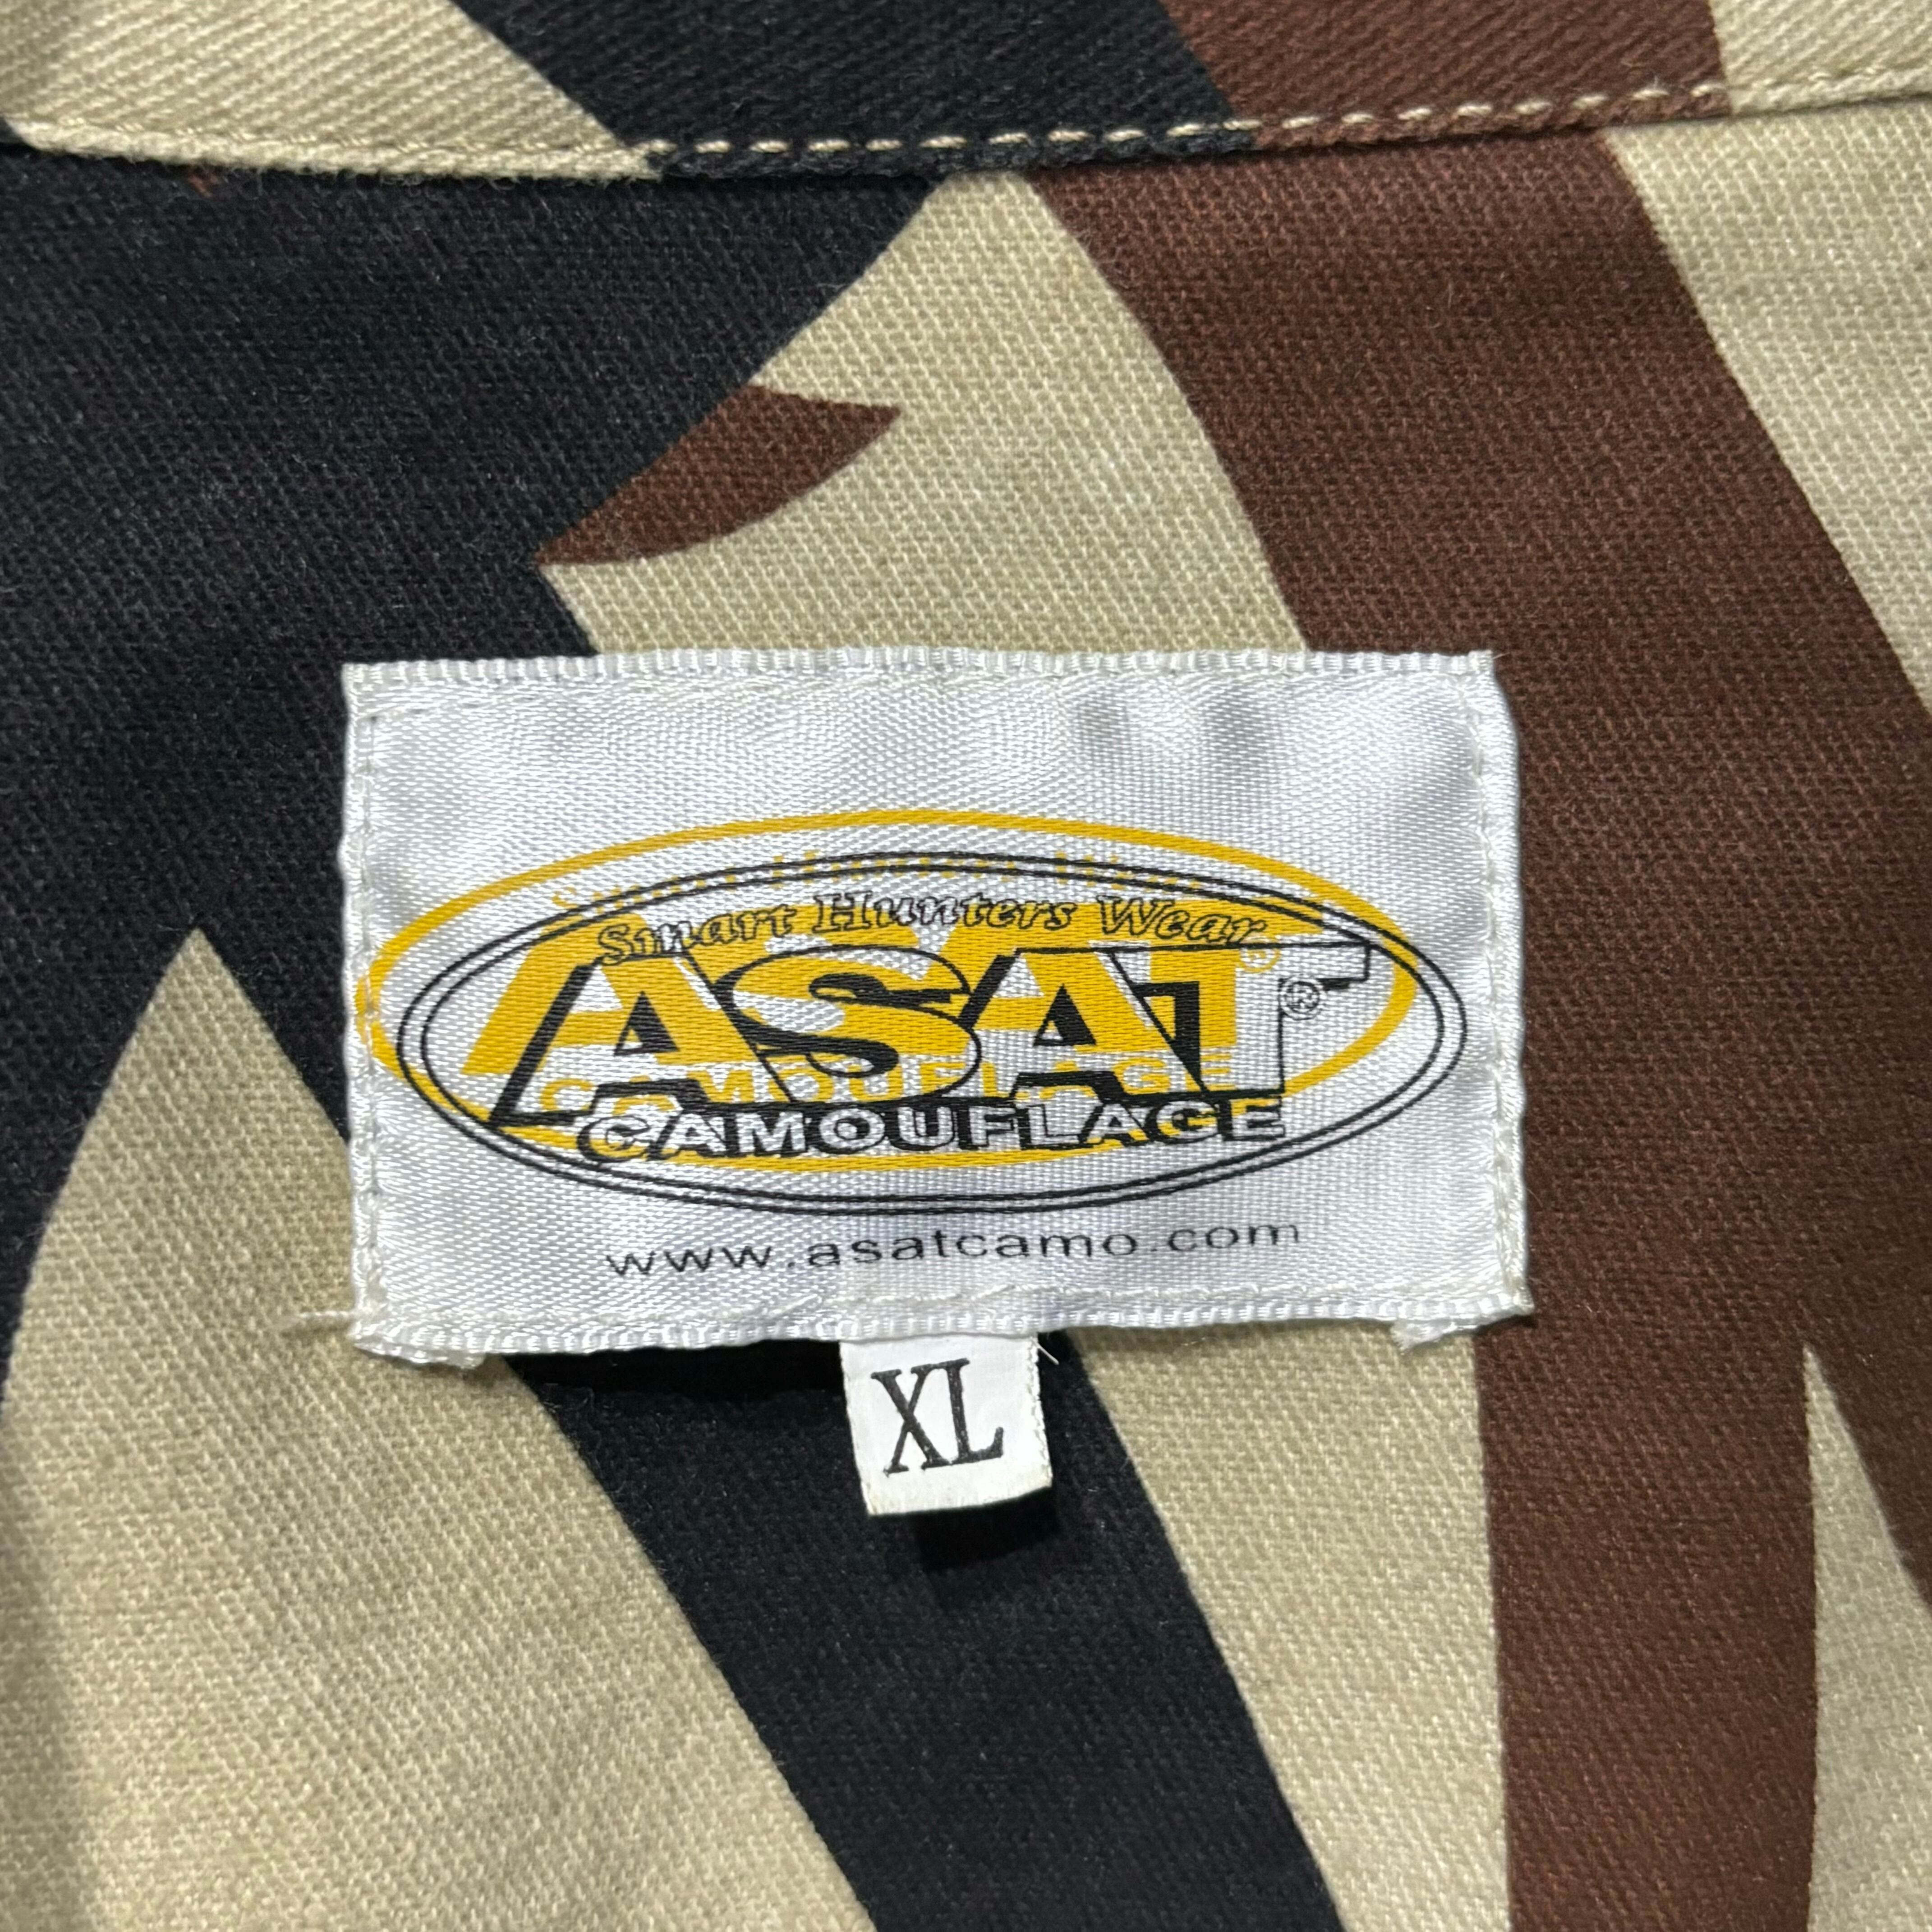 Smart Hunters Wear
ASAT®
CAMOUFLAGE
www.asatcamo.com
XL